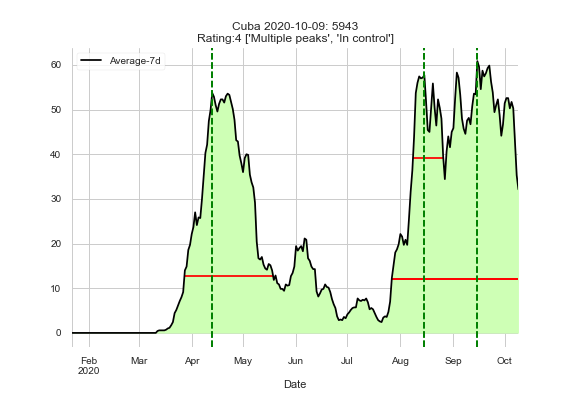 Cuba 2020-10-09: 5943
Rating:4 ['Multiple peaks', 'In control']
Average-7d
60
50
40
30
20
10
0
Feb Mar Apr May Jun Jul Aug Sep Oct
2020
Date